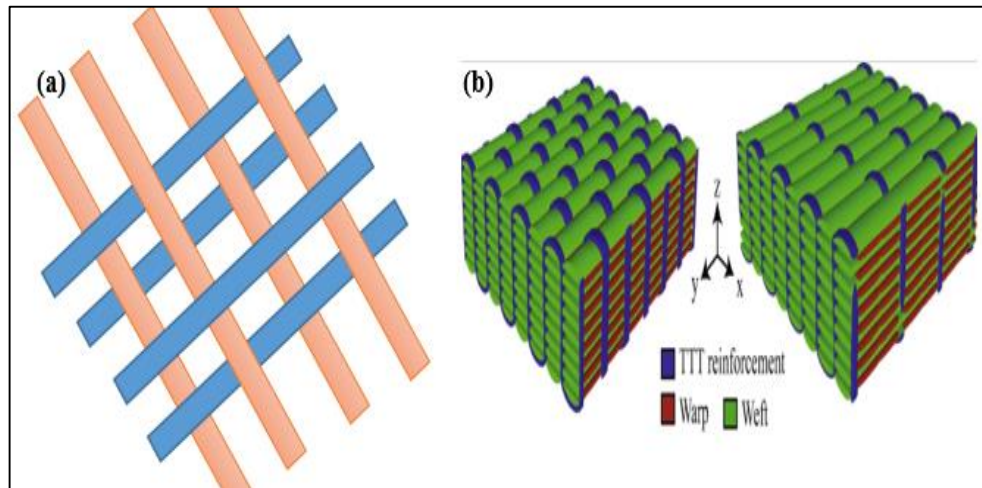 (a)
(b)
z
y
x
TTT reinforcement
Warp
Weft